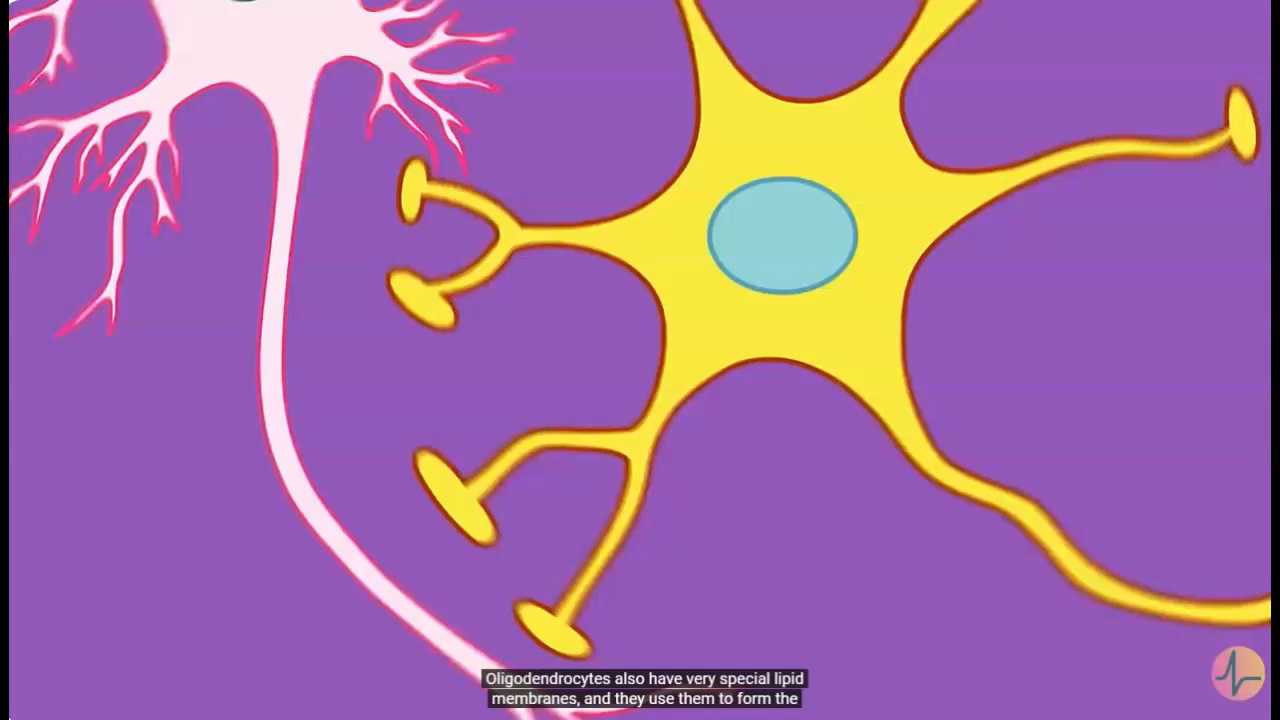 Oligodendrocytes also have very special lipid
membranes, and they use them to form the